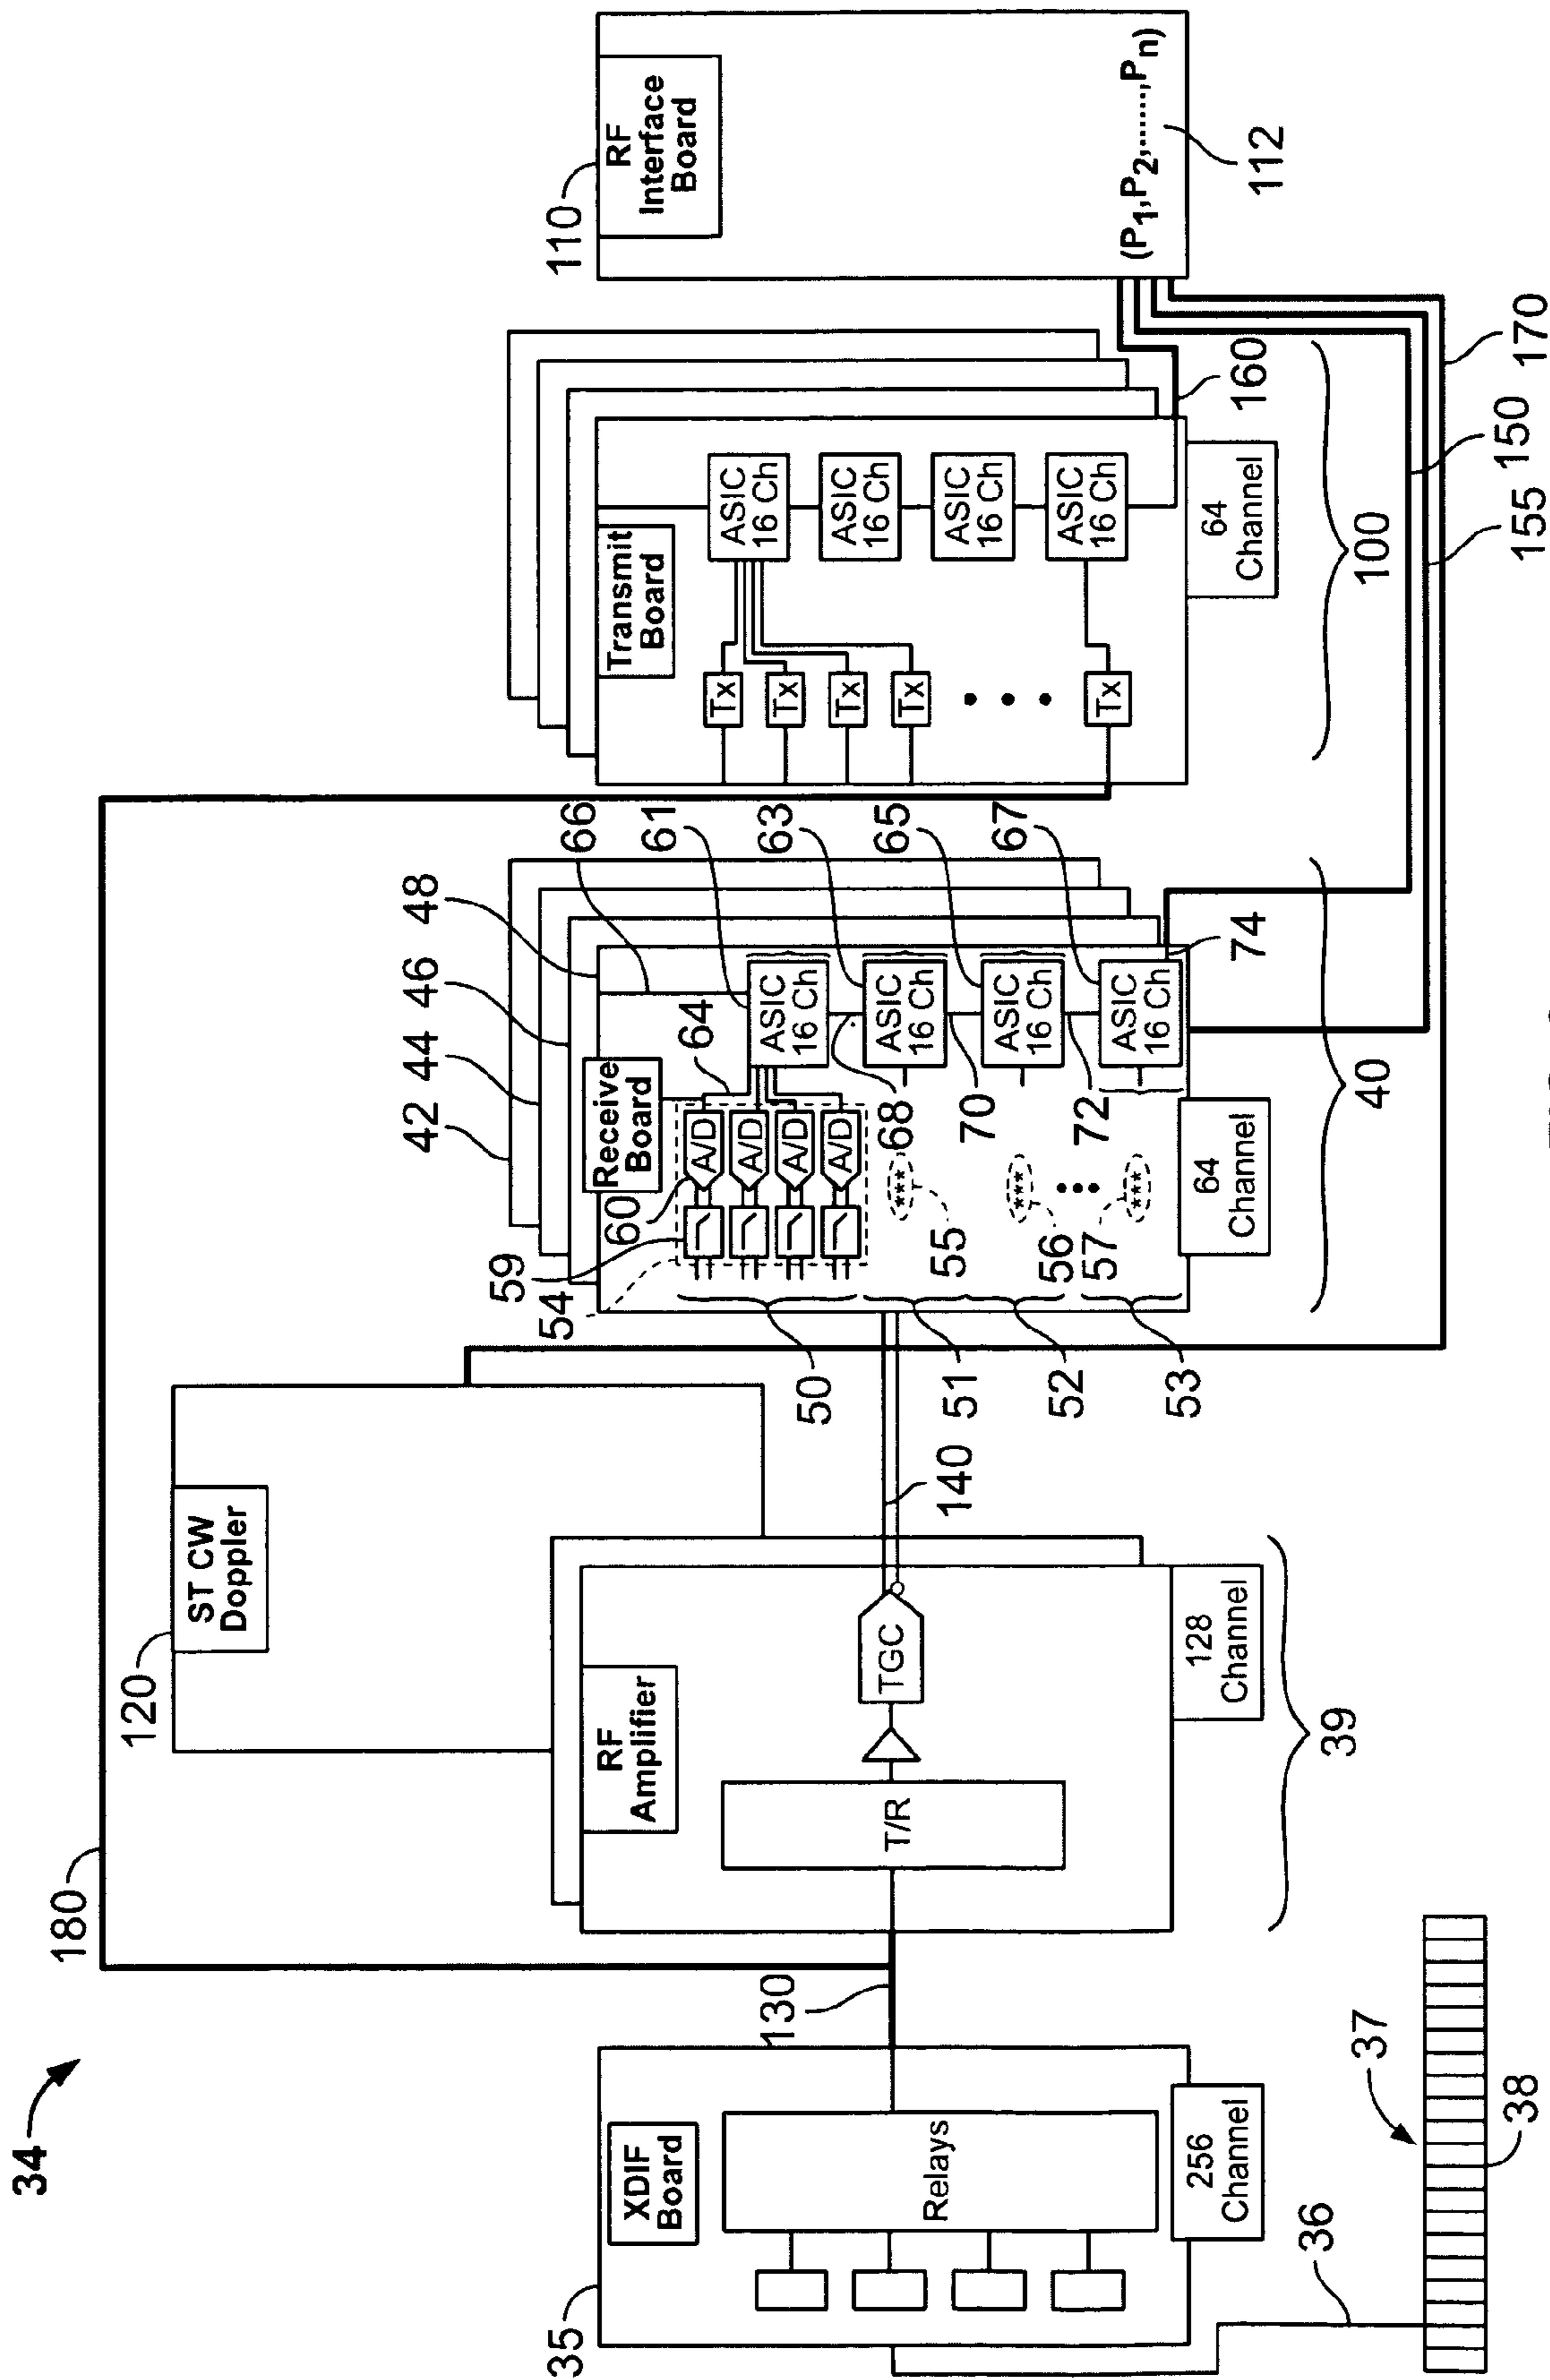 34
180
120
ST CW
Doppler
42
44
46
48
66
61
63
65
67
110
RF
Interface
Board
(P1,P2,......,Pn)
112
35
XDIF
Board
Relays
256
Channel
130
RF
Amplifier
T/R
TGC
128
Channel
39
140
54
59
60
Receive
Board
A/D
A/D
A/D
A/D
64
ASIC
16 Ch
ASIC
16 Ch
ASIC
16 Ch
ASIC
16 Ch
68
70
72
74
***
***
***
55
56
57
50
51
52
53
64
Channel
40
Transmit
Board
Tx
Tx
Tx
Tx
Tx
ASIC
16 Ch
ASIC
16 Ch
ASIC
16 Ch
ASIC
16 Ch
64
Channel
100
160
150
155
170
36
37
38